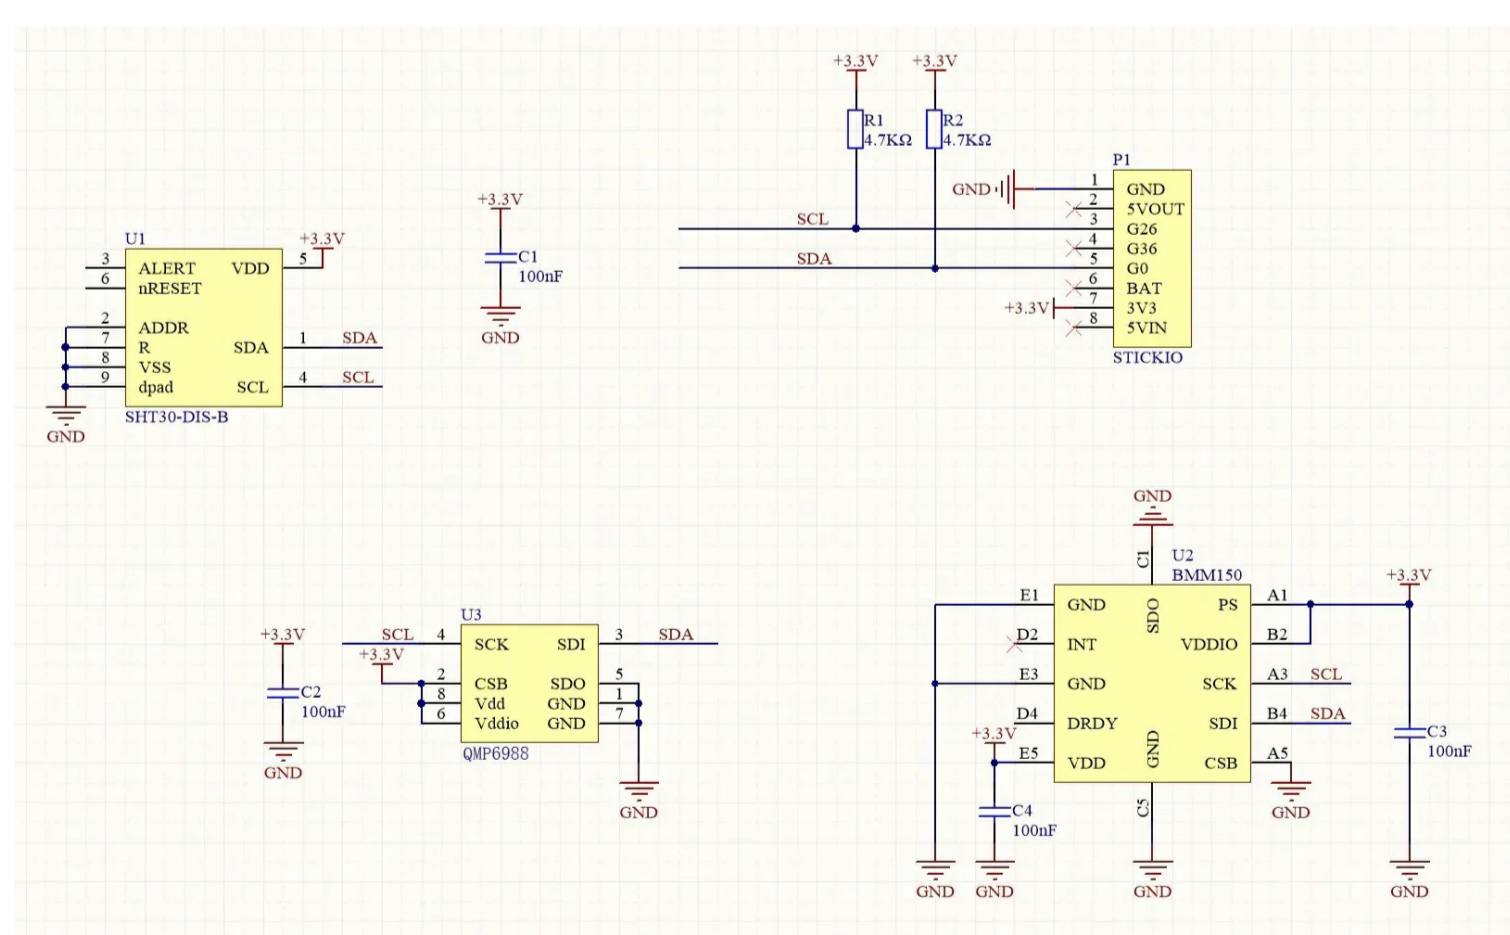 +3.3V +3.3V
R1 R2
4.7KΩ 4.7KΩ
P1
1 GND
GND
2 5VOUT
SCL 3 G26
4 G36
SDA 5 G0
6 BAT
+3.3V 7 3V3
8 5VIN
STICKIO
+3.3V
C1
100nF
GND
U1
+3.3V
3 ALERT VDD 5
6 nRESET
2 ADDR
7 R SDA 1 SDA
8 VSS
9 dpad SCL 4 SCL
SHT30-DIS-B
GND
+3.3V
C2
100nF
GND
U3
SCL 4 SCK SDI 3 SDA
+3.3V
2 CSB SDO 5
8 Vdd GND 1
6 Vddio GND 7
QMP6988
GND
GND
C1
U2
BMM150
+3.3V
E1 GND SDO PS A1
D2 INT VDDIO B2
E3 GND SCK A3 SCL
D4 DRDY SDI B4 SDA
+3.3V
E5 VDD GND CSB A5
C3
100nF
C4
100nF
C5
GND
GND GND GND GND